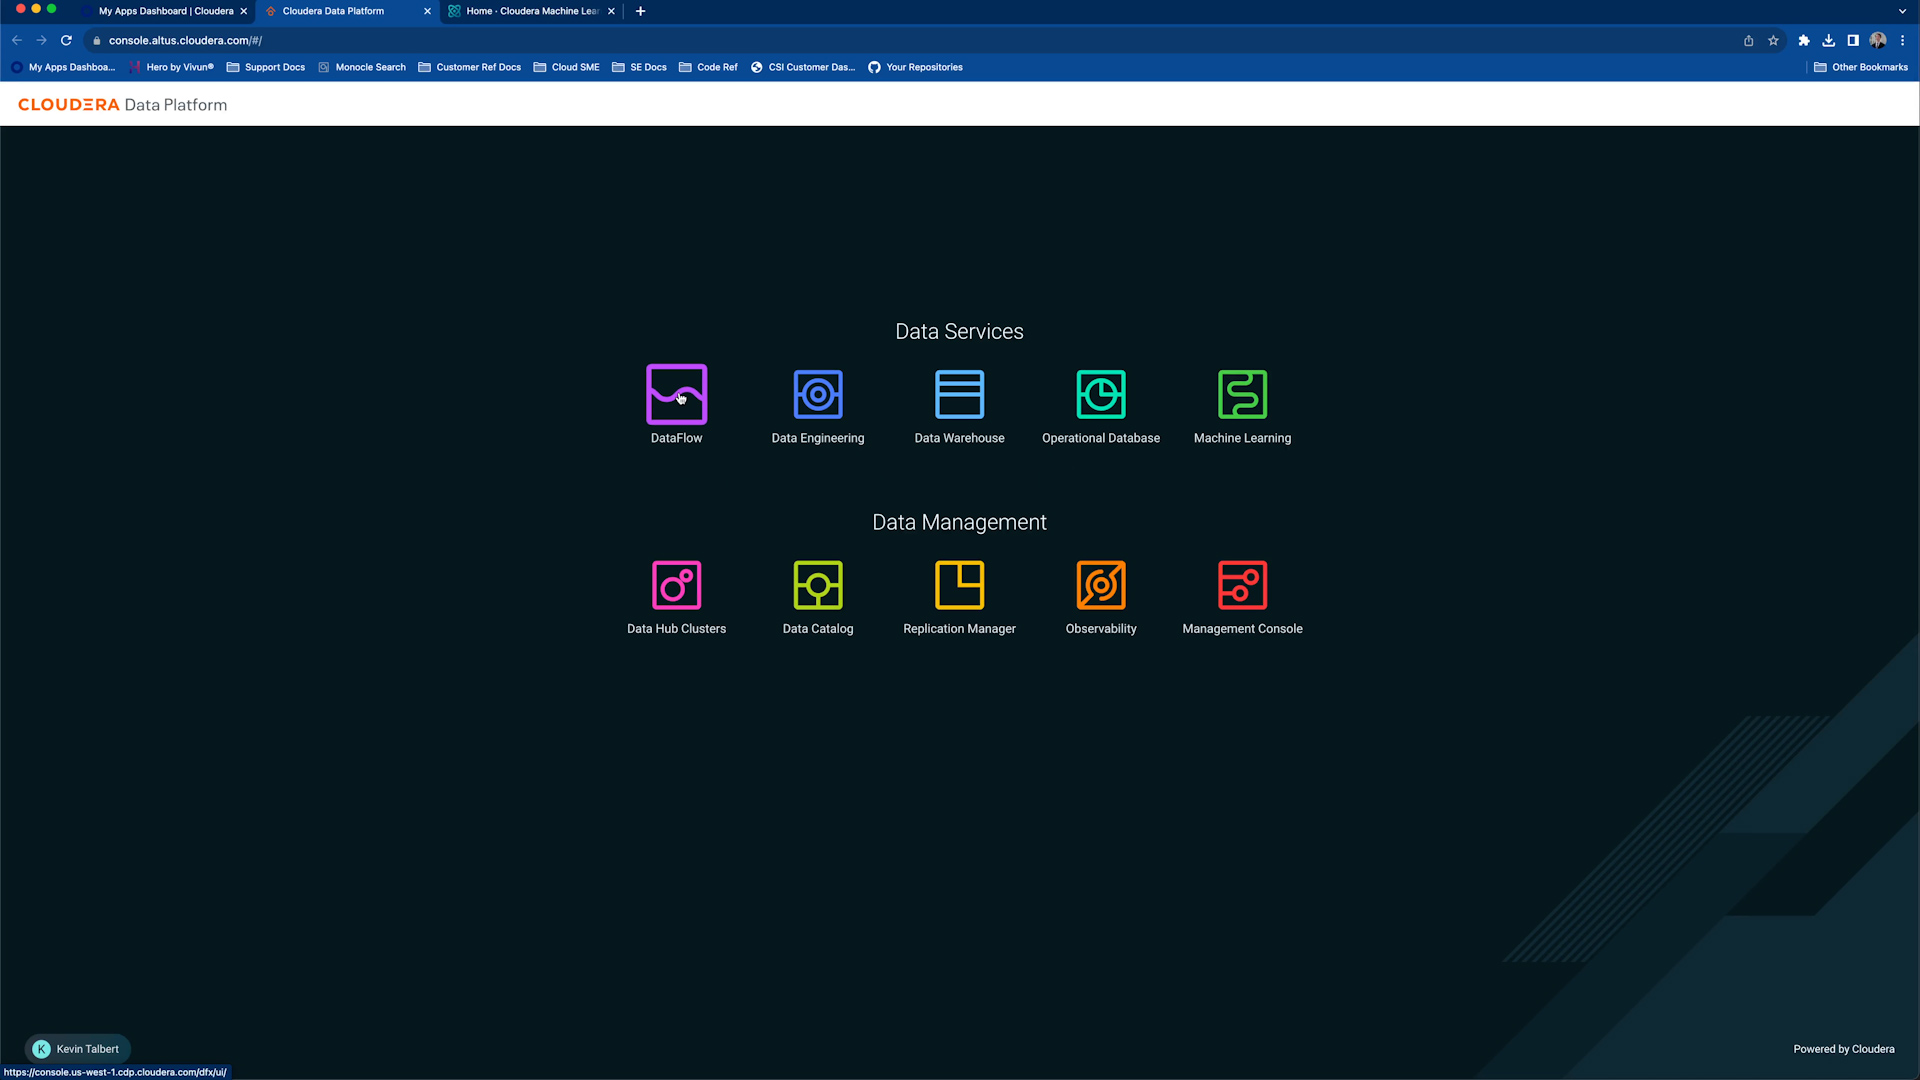 My Apps Dashboard | Cloudera
Cloudera Data Platform
Home · Cloudera Machine Lea
console.altus.cloudera.com/#/
My Apps Dashboa...
Hero by Vivun®
Support Docs
Monocle Search
Customer Ref Docs
Cloud SME
SE Docs
Code Ref
CSI Customer Das...
Your Repositories
Other Bookmarks
CLOUDERA Data Platform
Data Services
DataFlow
Data Engineering
Data Warehouse
Operational Database
Machine Learning
Data Management
Data Hub Clusters
Data Catalog
Replication Manager
Observability
Management Console
K Kevin Talbert
Powered by Cloudera
https://console.us-west-1.cdp.cloudera.com/dfx/ui/